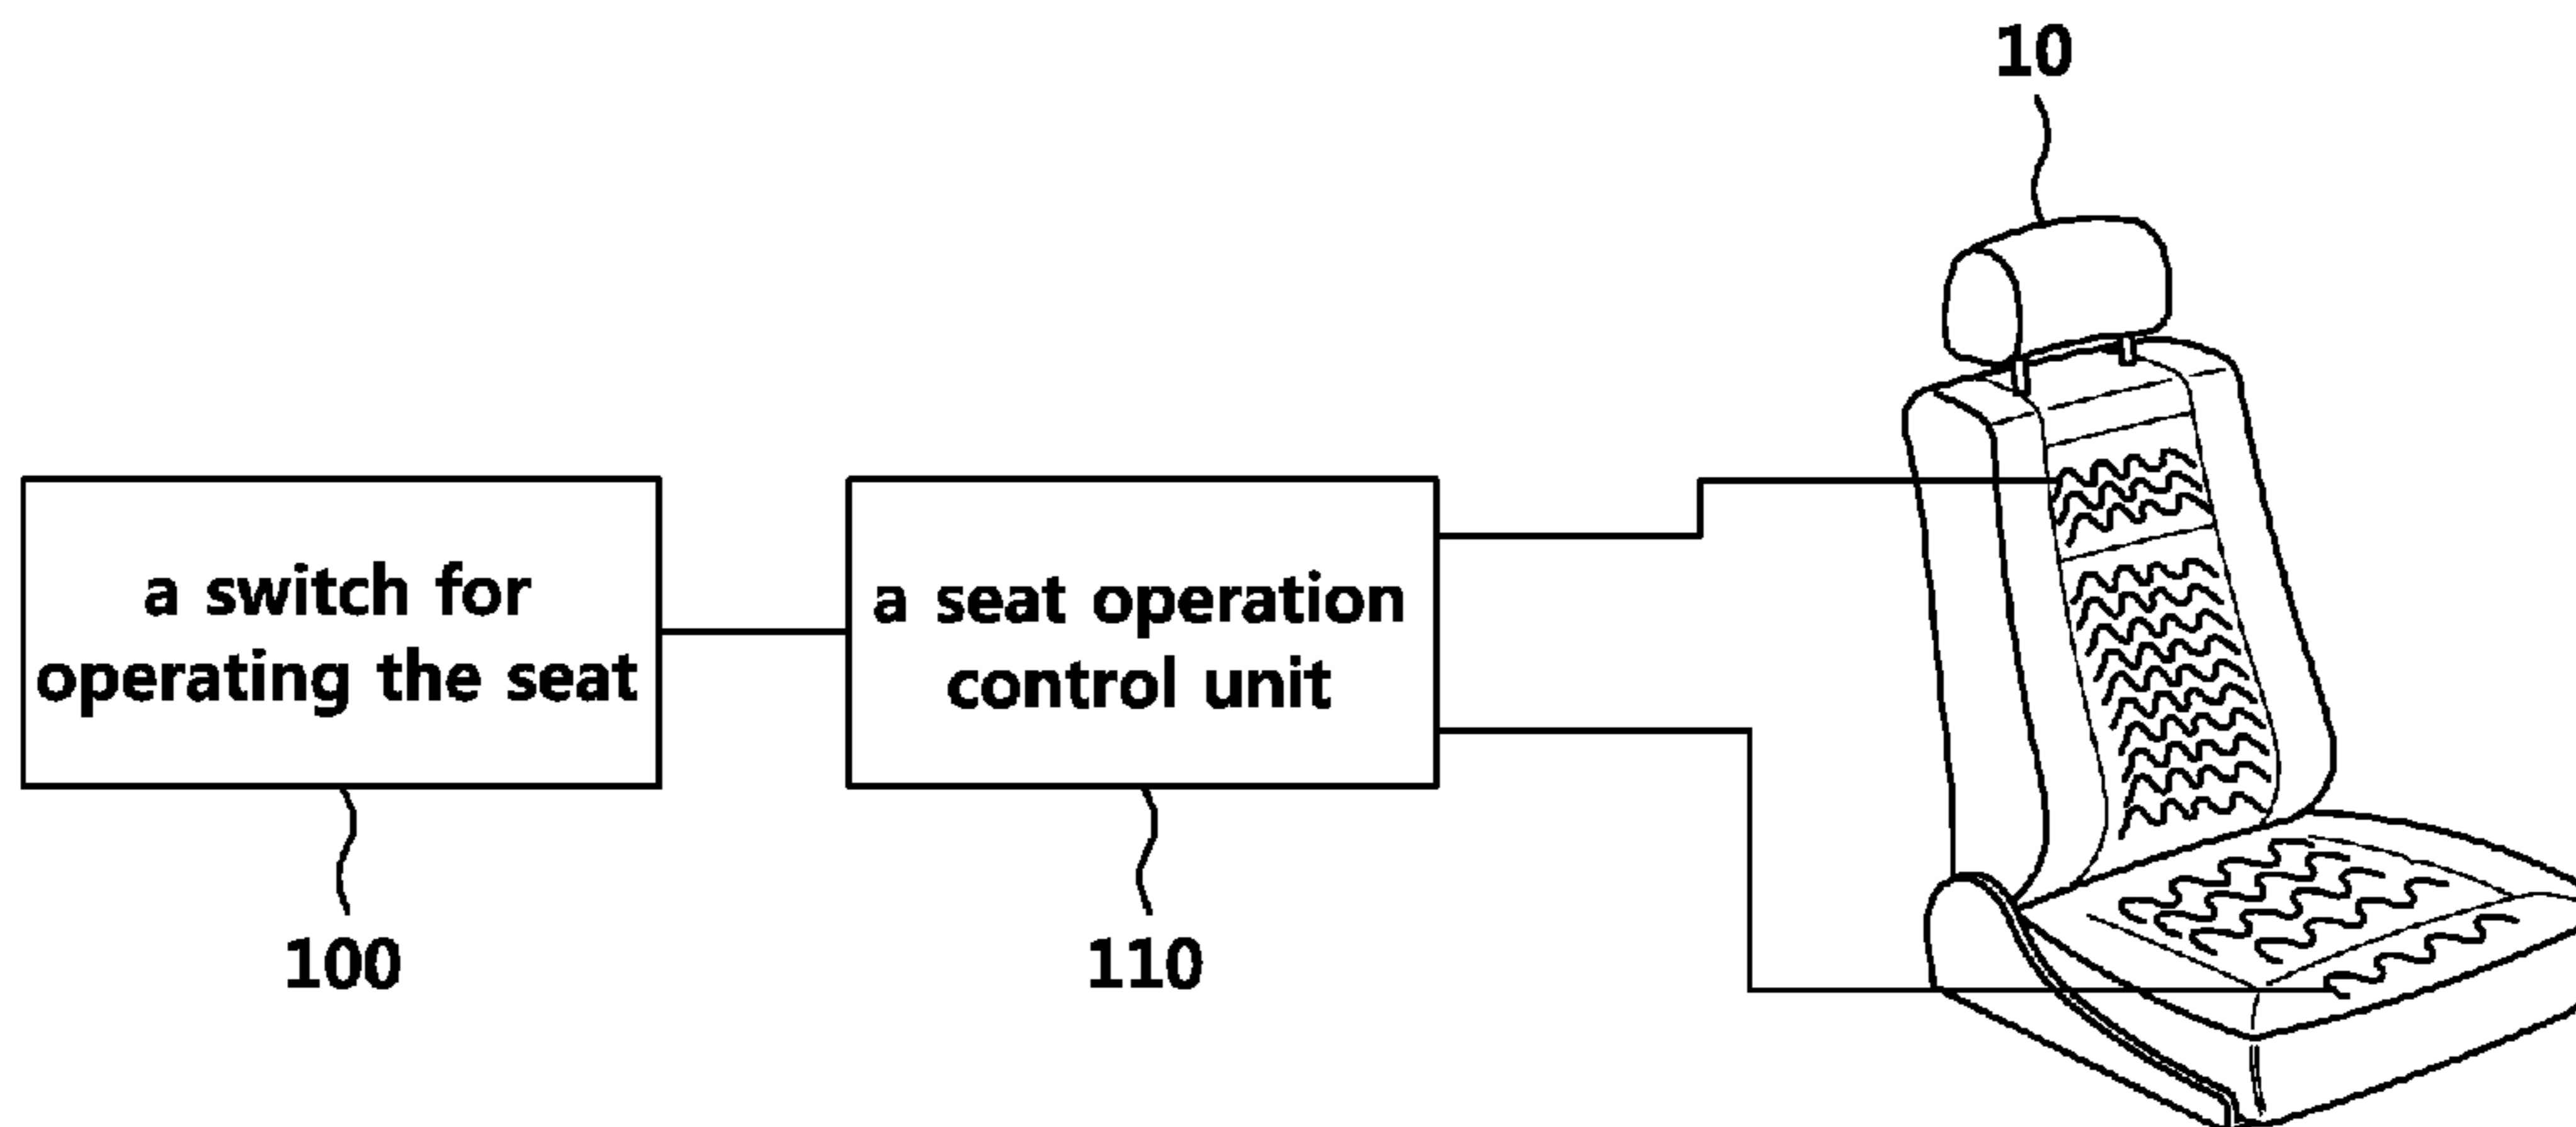 10
a switch for
operating the seat
a seat operation
control unit
100
110